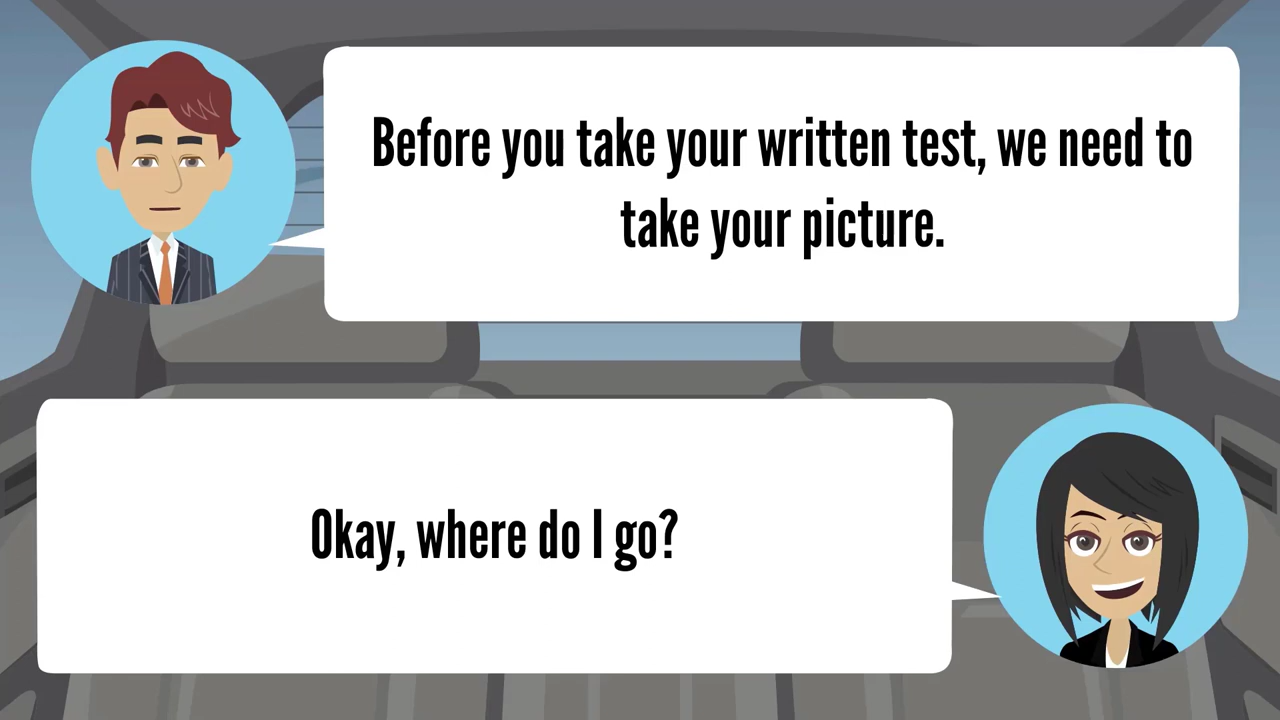 Before you take your written test, we need to
take your picture.
Okay, where do I go?